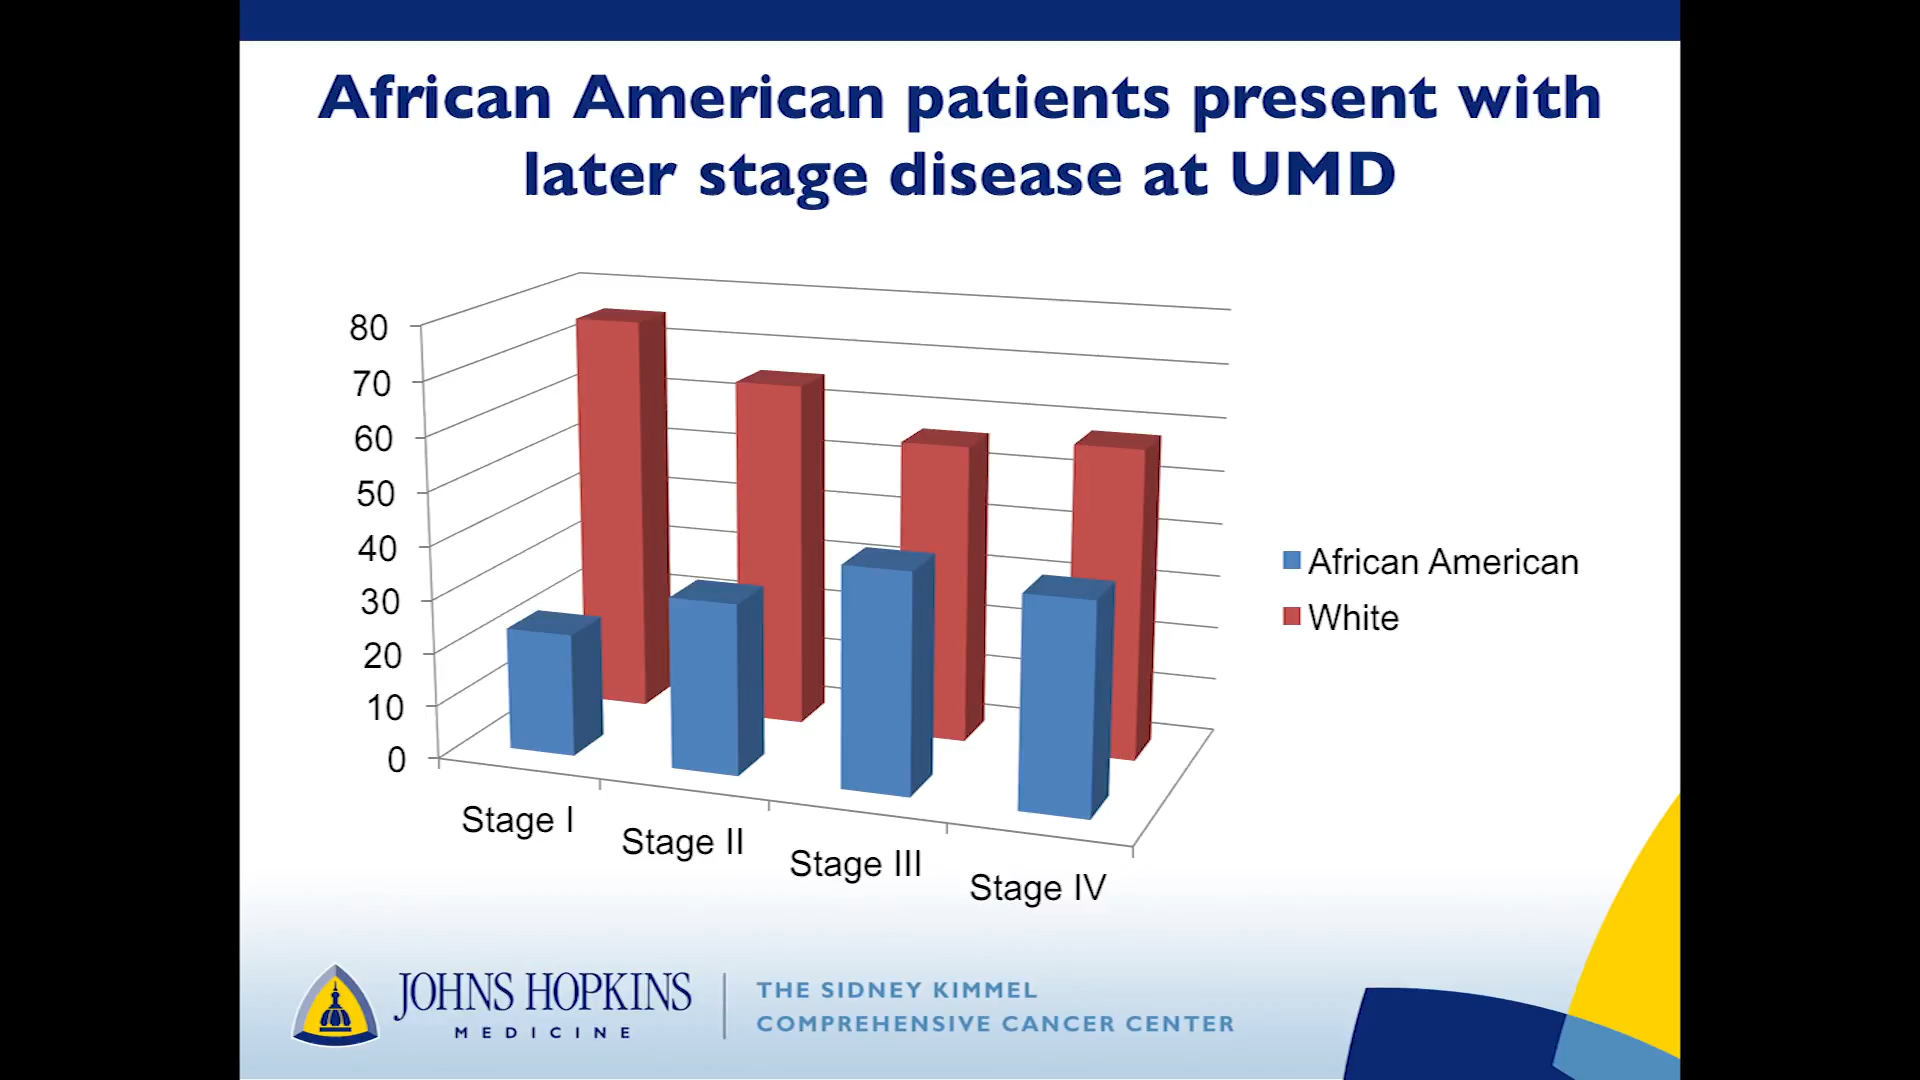 African American patients present with
later stage disease at UMD
80
70
60
50
40
30
20
10
0
Stage I
Stage II
Stage III
Stage IV
African American
White
JOHNS HOPKINS
MEDICINE
THE SIDNEY KIMMEL
COMPREHENSIVE CANCER CENTER